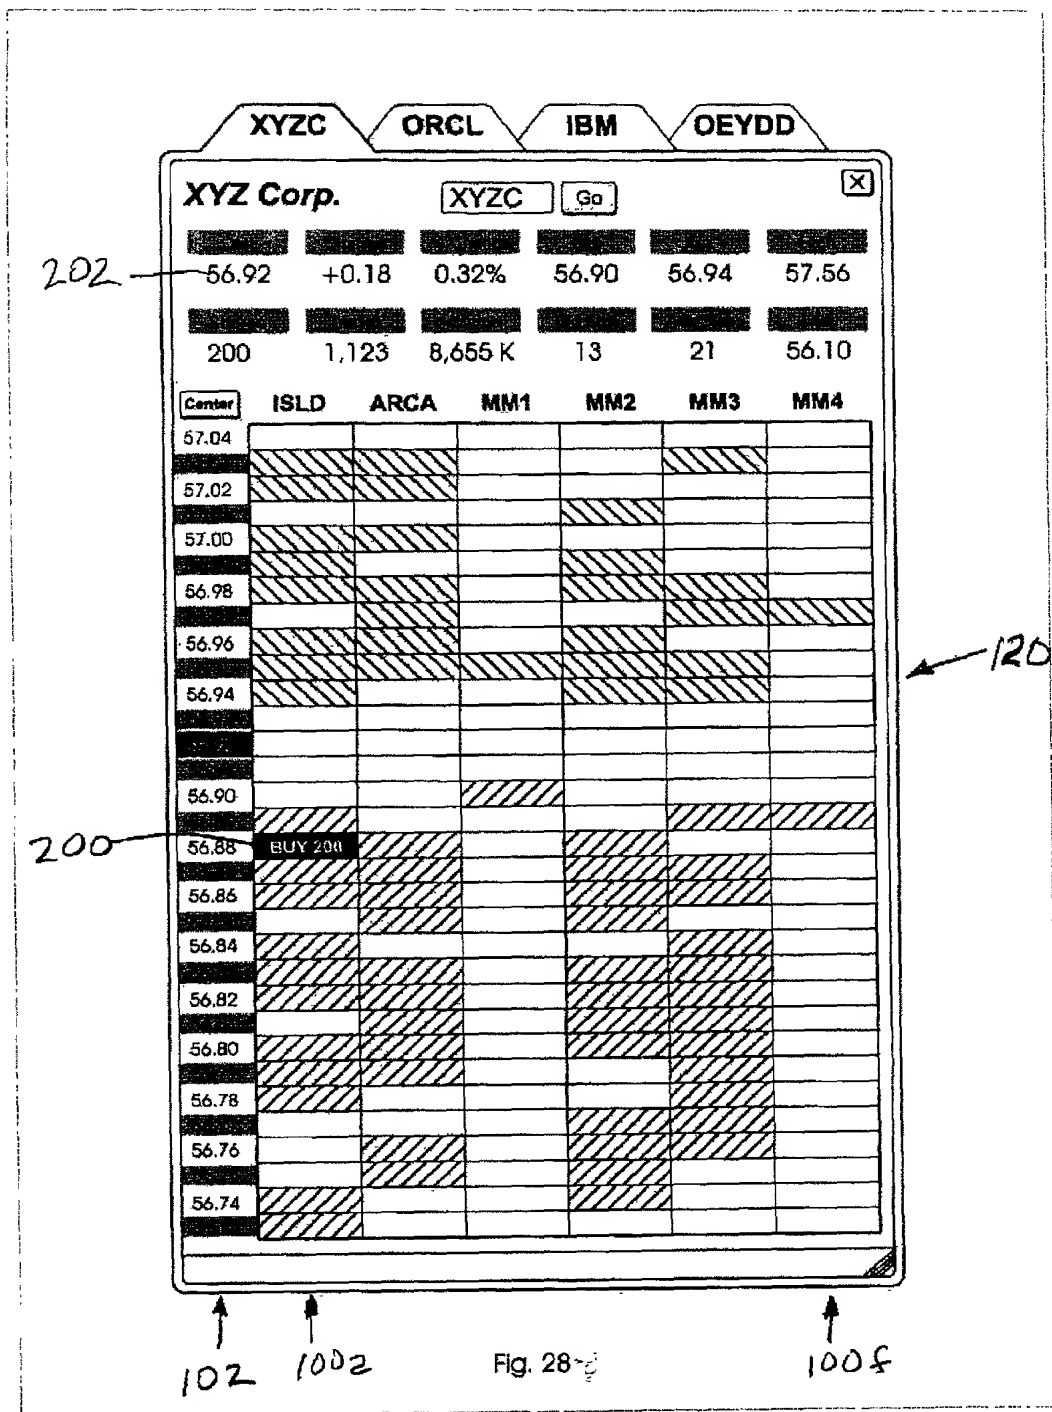 XYZC ORCL IBM OEYDD
XYZ Corp. XYZC Go X
202 56.92 +0.18 0.32% 56.90 56.94 57.56
200 1,123 8,655 K 13 21 56.10
Center ISLD ARCA MM1 MM2 MM3 MM4
57.04
57.02
57.00
56.98
56.96
120
56.94
56.90
200 56.88 BUY 200
56.86
56.84
56.82
56.80
56.78
56.76
56.74
102 100a 100f
Fig. 28